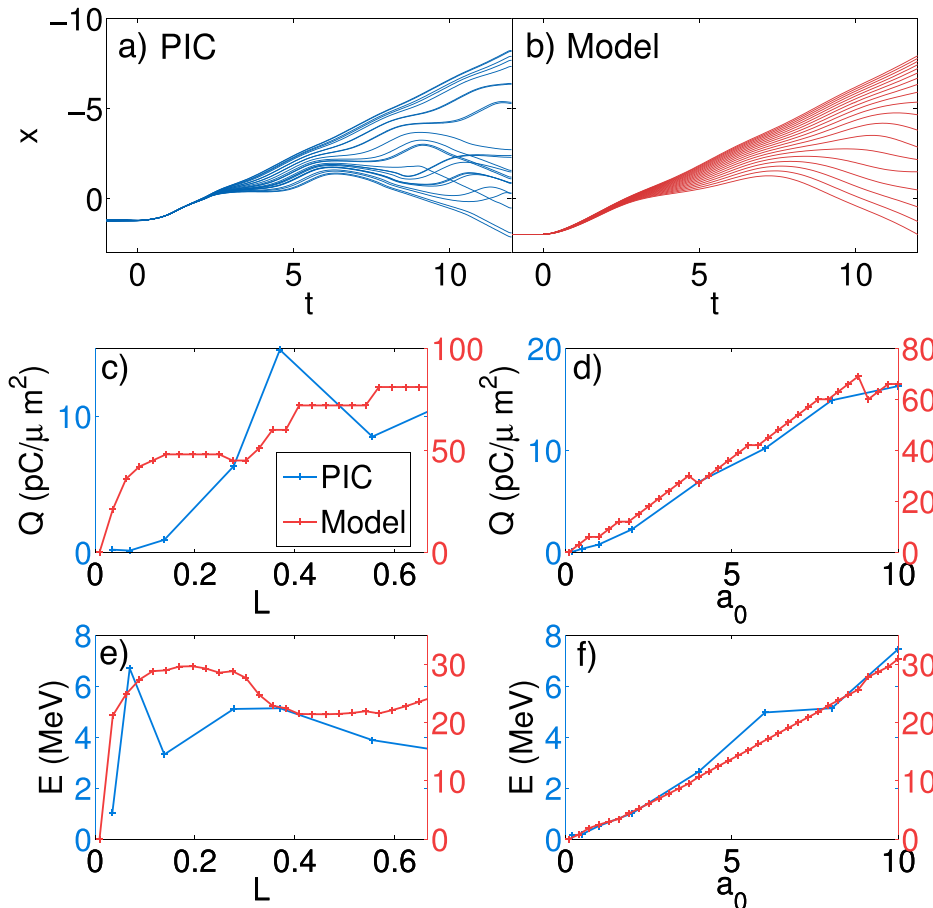 a) PIC
b) Model
x
−10
−5
0
0
5
10
0
5
10
t
t
c)
d)
Q (pC/μ m²)
10
0
100
50
0
PIC
Model
0
0.2
0.4
0.6
L
Q (pC/μ m²)
20
10
0
80
60
40
20
0
0
5
10
a₀
e)
f)
E (MeV)
8
6
4
2
0
30
20
10
0
0
0.2
0.4
0.6
L
E (MeV)
8
6
4
2
0
30
20
10
0
0
5
10
a₀